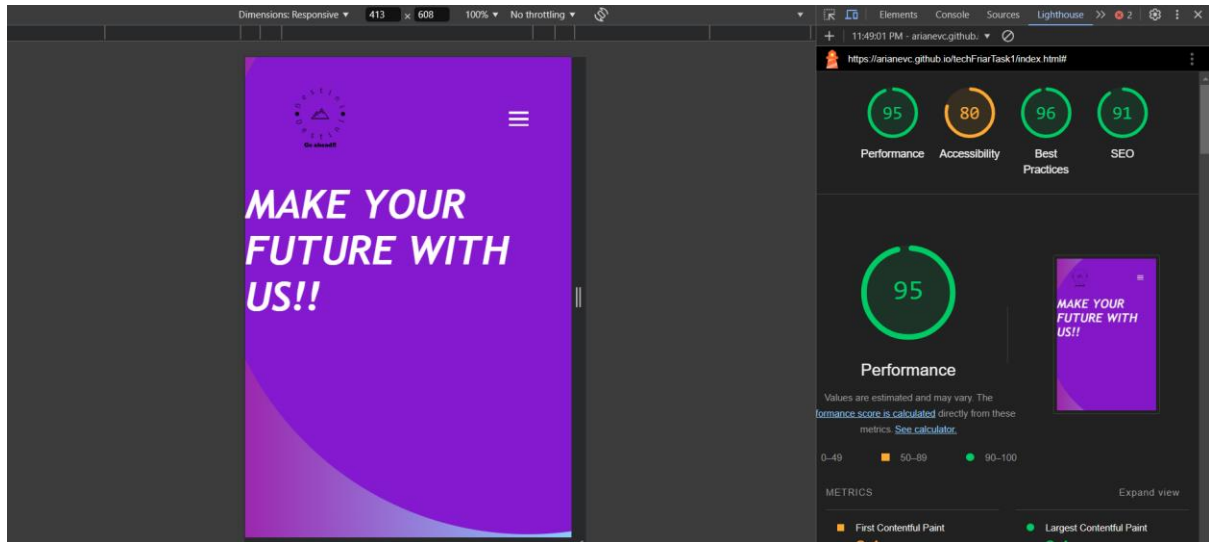 Dimensions: Responsive ▼ 413 × 608 100% ▼ No throttling ▼
Elements Console Sources Lighthouse >> 2
+ 11:49:01 PM - arianevc.github. ▼
https://arianevc.github.io/techFriarTask1/index.html#
95 80 96 91
Performance Accessibility Best Practices SEO
Go ahead!!
MAKE YOUR
FUTURE WITH
US!!
95
MAKE YOUR
FUTURE WITH
US!!
Performance
Values are estimated and may vary. The
formance score is calculated directly from these
metrics. See calculator.
0–49 50–89 90–100
METRICS Expand view
First Contentful Paint Largest Contentful Paint